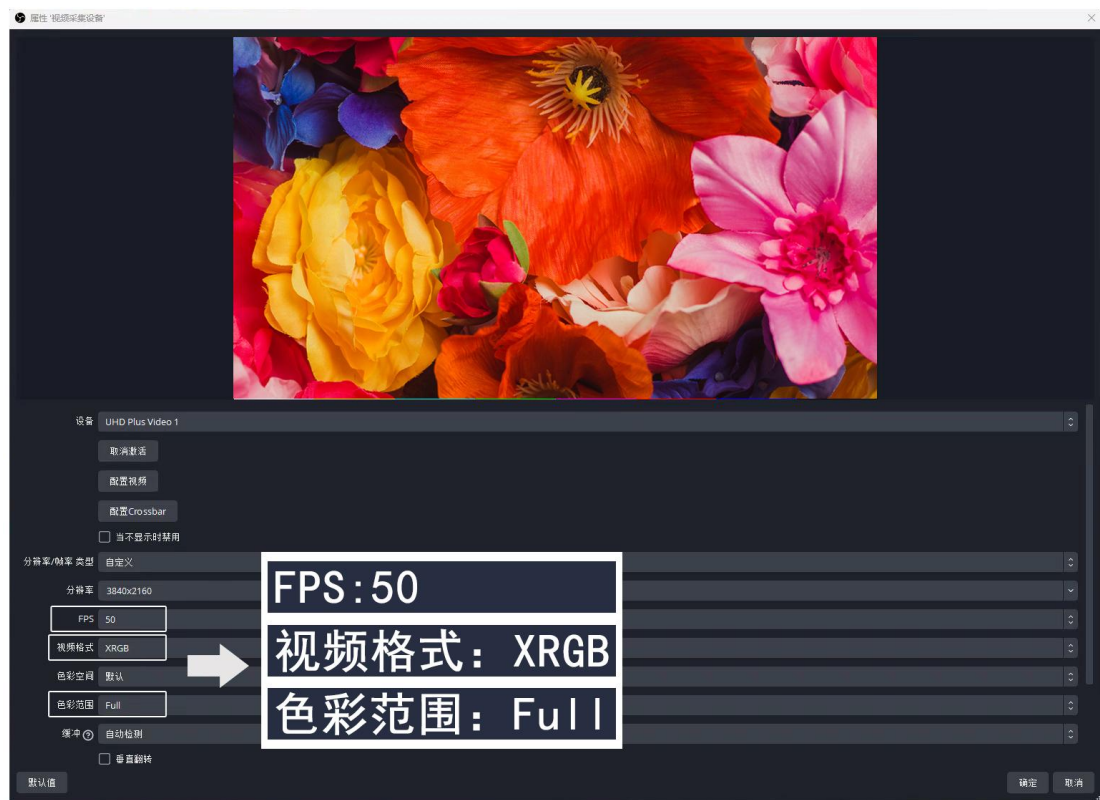 属性 '视频采集设备'
设备 UHD Plus Video 1
取消激活
配置视频
配置Crossbar
当不显示时禁用
分辨率/帧率 类型 自定义
分辨率 3840x2160
FPS 50
视频格式 XRGB
色彩空间 默认
色彩范围 Full
缓冲 自动检测
垂直翻转
FPS:50
视频格式：XRGB
色彩范围：Full
默认值 确定 取消